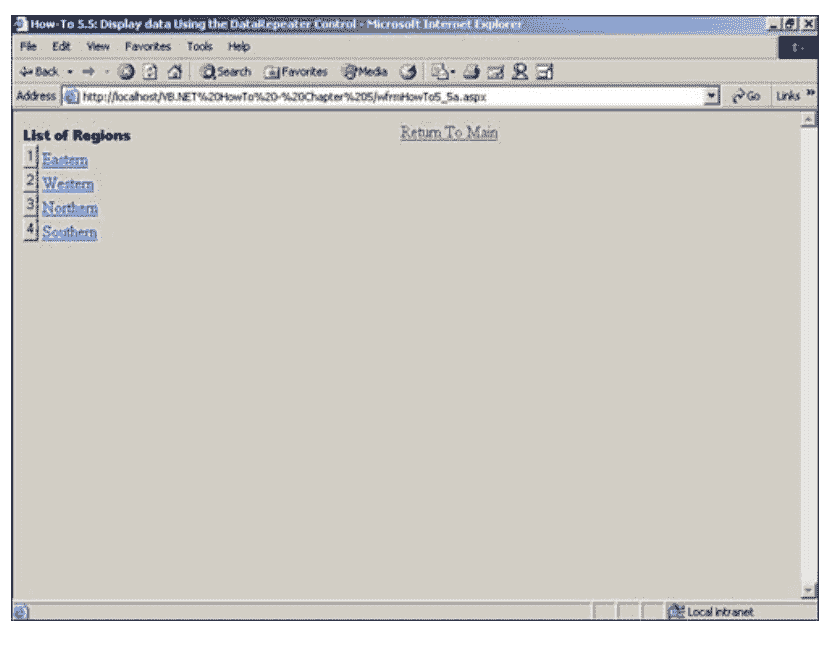 How-To 5.5: Display data Using the DataRepeater Control - Microsoft Internet Explorer
File Edit View Favorites Tools Help
Back Search Favorites Media
Address http://localhost/VB.NET%20HowTo%20-%20Chapter%205/wfrmHowTo5_5a.aspx Go Links »
List of Regions Return To Main
1 Eastern
2 Western
3 Northern
4 Southern
Local intranet